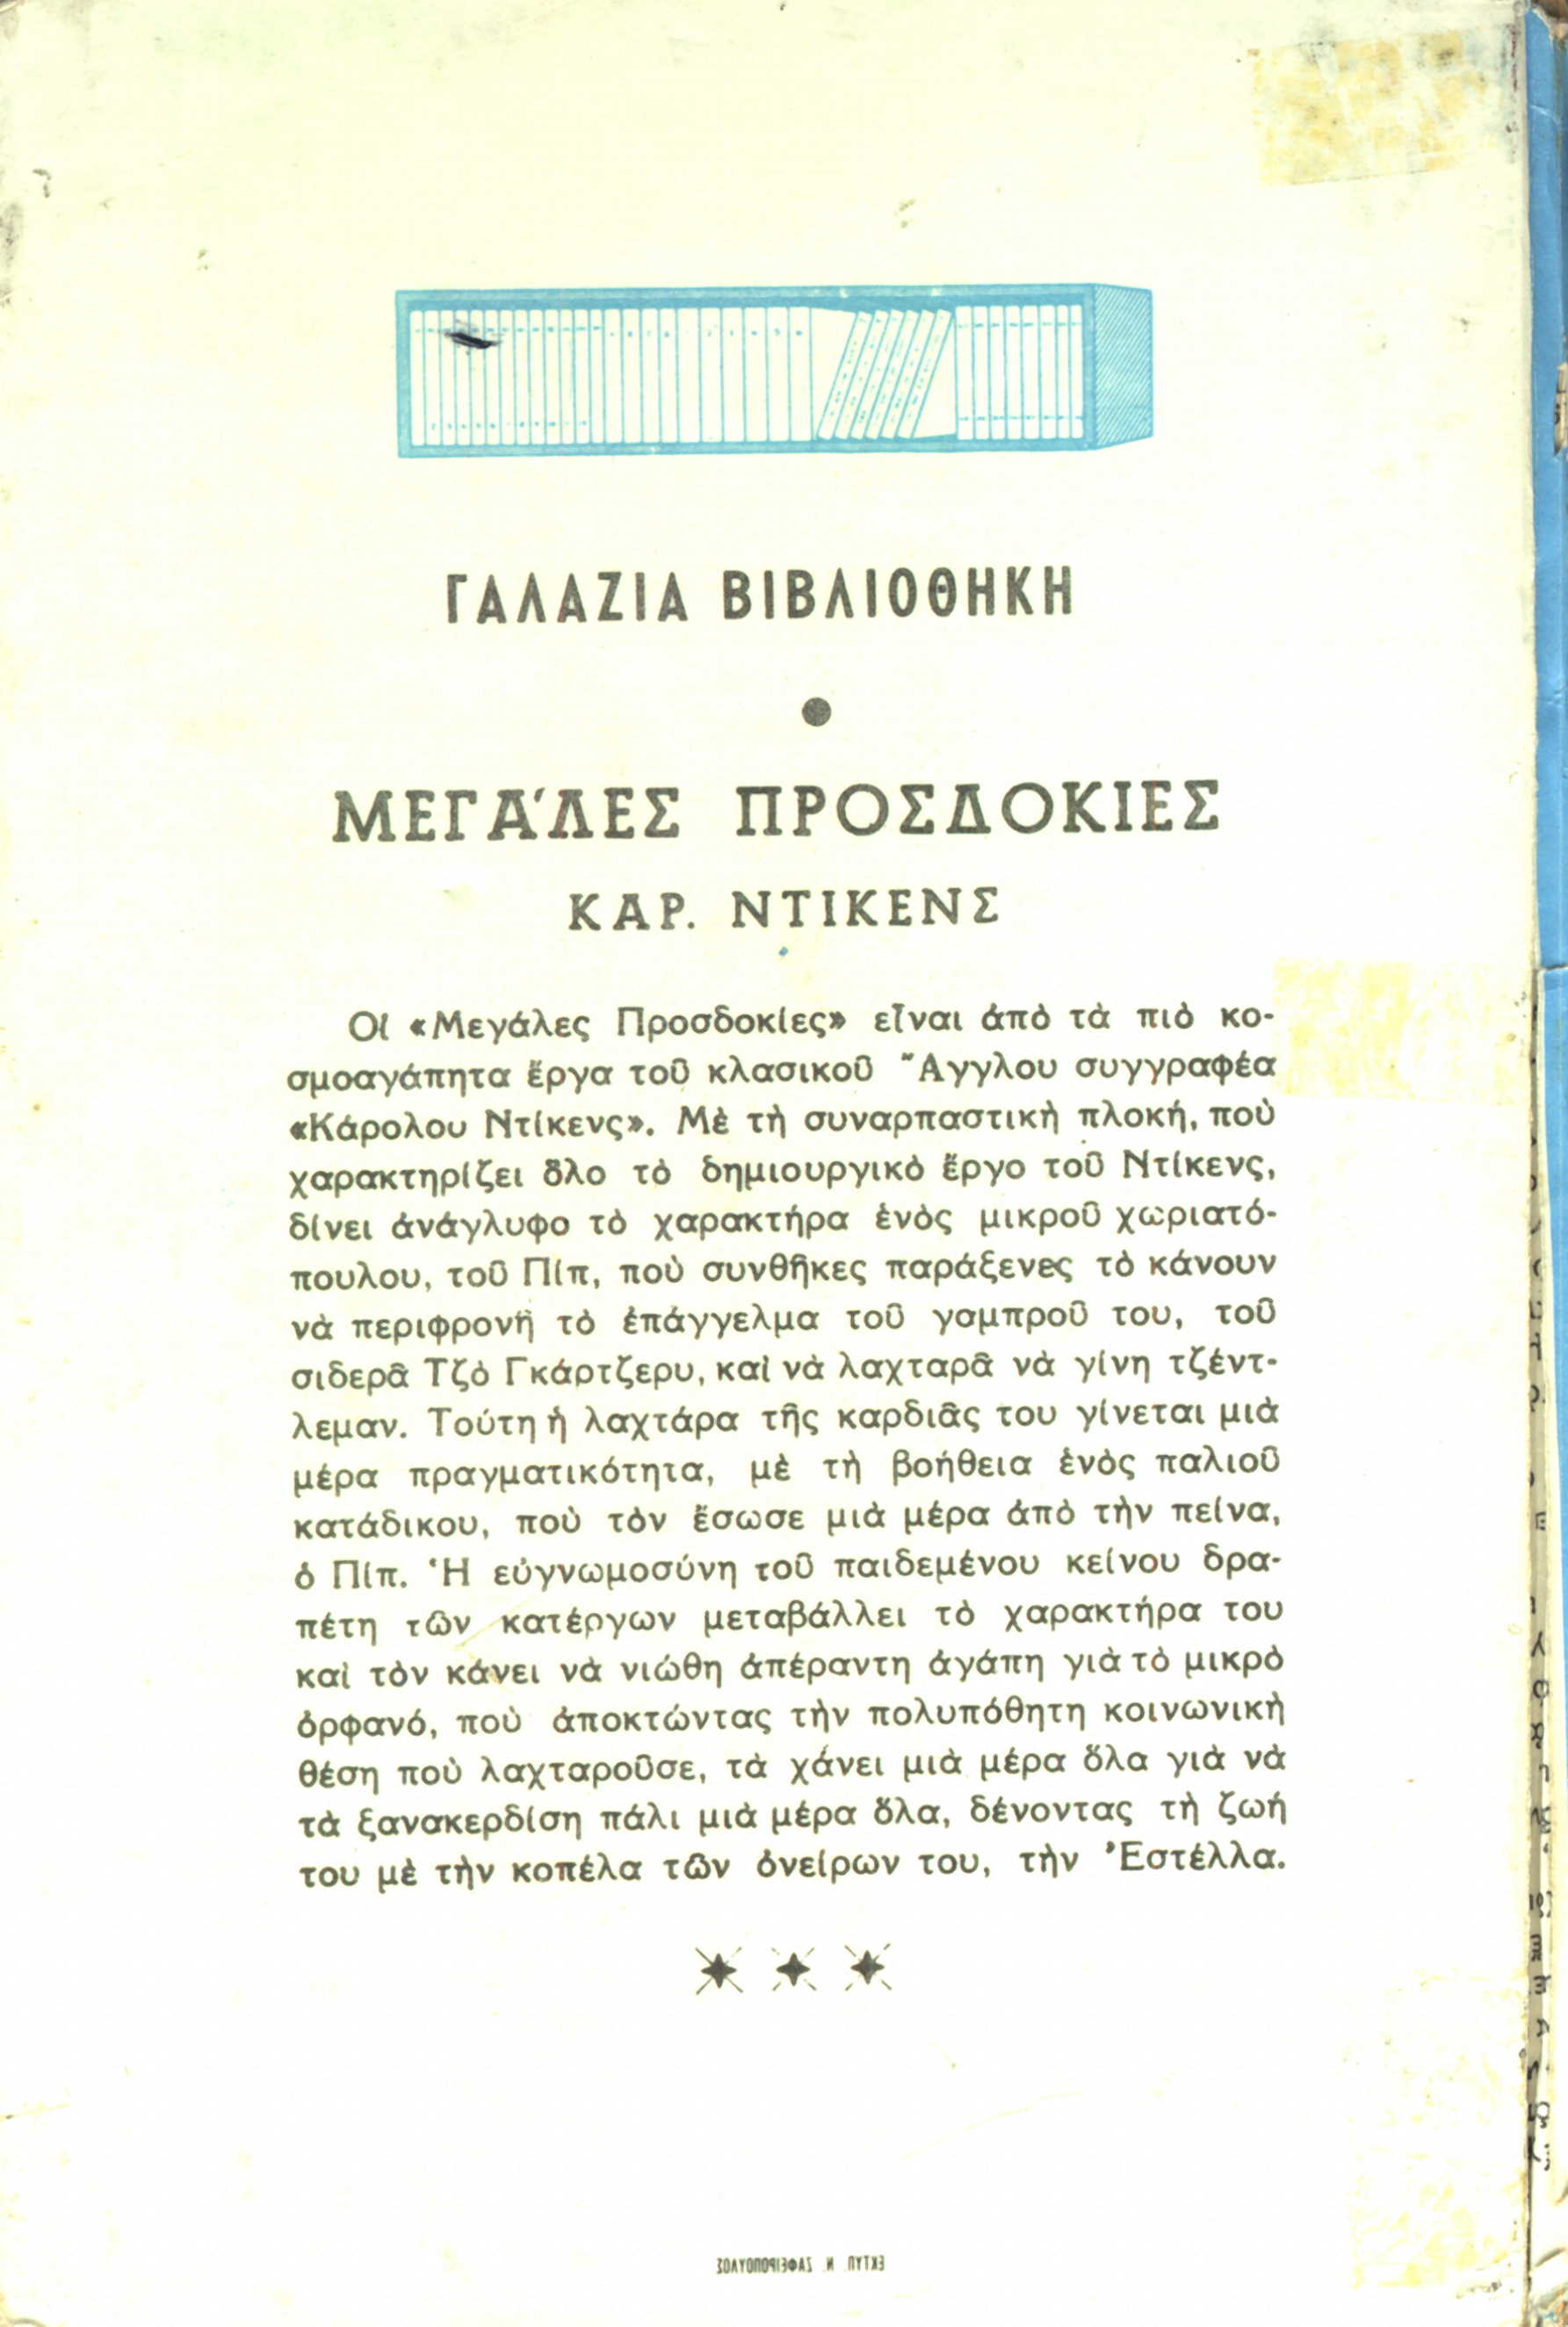 ΓΑΛΑΖΙΑ ΒΙΒΛΙΟΘΗΚΗ
ΜΕΓΑΛΕΣ ΠΡΟΣΔΟΚΙΕΣ
ΚΑΡ. ΝΤΙΚΕΝΣ
Οἱ «Μεγάλες Προσδοκίες» εἶναι ἀπὸ τὰ πιὸ κο-
σμοαγάπητα ἔργα τοῦ κλασικοῦ Ἄγγλου συγγραφέα
«Κάρολου Ντίκενς». Μὲ τὴ συναρπαστικὴ πλοκή, ποὺ
χαρακτηρίζει ὅλο τὸ δημιουργικὸ ἔργο τοῦ Ντίκενς,
δίνει ἀνάγλυφο τὸ χαρακτήρα ἑνὸς μικροῦ χωριατό-
πουλου, τοῦ Πίπ, ποὺ συνθῆκες παράξενες τὸ κάνουν
νὰ περιφρονῆ τὸ ἐπάγγελμα τοῦ γαμπροῦ του, τοῦ
σιδερᾶ Τζὸ Γκάρτζερυ, καὶ νὰ λαχταρᾶ νὰ γίνη τζέντ-
λεμαν. Τούτη ἡ λαχτάρα τῆς καρδιᾶς του γίνεται μιὰ
μέρα πραγματικότητα, μὲ τὴ βοήθεια ἑνὸς παλιοῦ
κατάδικου, ποὺ τὸν ἔσωσε μιὰ μέρα ἀπὸ τὴν πείνα,
ὁ Πίπ. Ἡ εὐγνωμοσύνη τοῦ παιδεμένου κείνου δρα-
πέτη τῶν κατέργων μεταβάλλει τὸ χαρακτήρα του
καὶ τὸν κάνει νὰ νιώθη ἀπέραντη ἀγάπη γιὰ τὸ μικρὸ
ὀρφανό, ποὺ ἀποκτώντας τὴν πολυπόθητη κοινωνικὴ
θέση ποὺ λαχταροῦσε, τὰ χάνει μιὰ μέρα ὅλα γιὰ νὰ
τὰ ξανακερδίση πάλι μιὰ μέρα ὅλα, δένοντας τὴ ζωή
του μὲ τὴν κοπέλα τῶν ὀνείρων του, τὴν Ἐστέλλα.
ΕΚΤΥΠ. Ν. ΖΑΦΕΙΡΟΠΟΥΛΟΣ